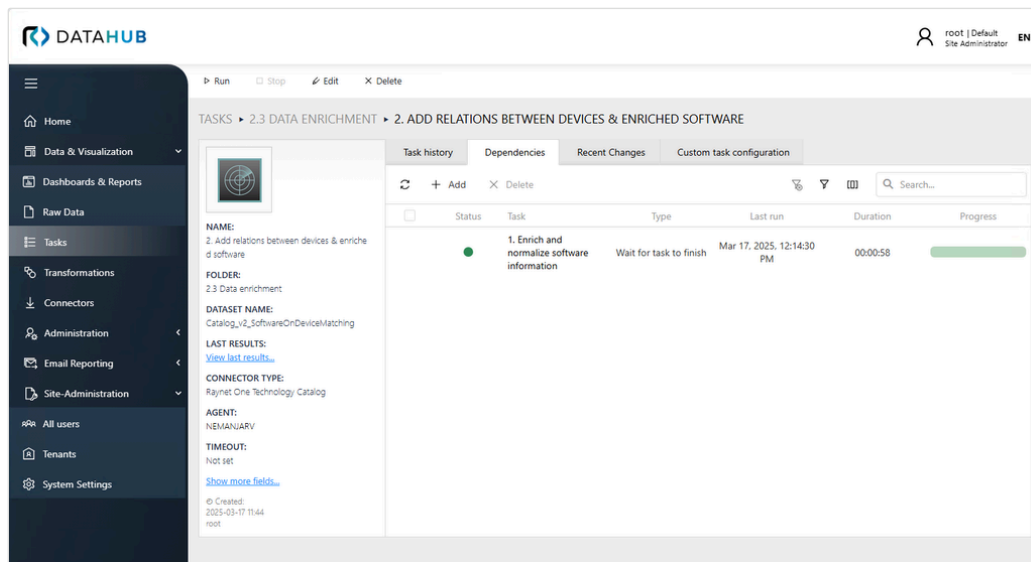 DATAHUB
root | Default
Site Administrator
EN
Home
Data & Visualization
Dashboards & Reports
Raw Data
Tasks
Transformations
Connectors
Administration
Email Reporting
Site-Administration
All users
Tenants
System Settings
Run Stop Edit Delete
TASKS ▸ 2.3 DATA ENRICHMENT ▸ 2. ADD RELATIONS BETWEEN DEVICES & ENRICHED SOFTWARE
NAME:
2. Add relations between devices & enriche
d software
FOLDER:
2.3 Data enrichment
DATASET NAME:
Catalog_v2_SoftwareOnDeviceMatching
LAST RESULTS:
View last results...
CONNECTOR TYPE:
Raynet One Technology Catalog
AGENT:
NEMANJARV
TIMEOUT:
Not set
Show more fields...
© Created:
2025-03-17 11:44
root
Task history Dependencies Recent Changes Custom task configuration
Add Delete Search...
Status Task Type Last run Duration Progress
1. Enrich and
normalize software
information
Wait for task to finish
Mar 17, 2025, 12:14:30
PM
00:00:58